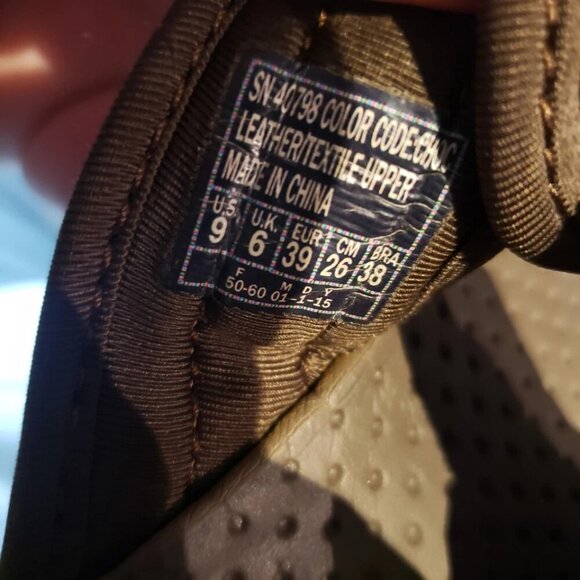 SN 40798 COLOR CODE:CBOC
LEATHER/TEXTILE UPPER
MADE IN CHINA
U.S. U.K. EUR CM BRA.
9 6 39 26 38
F M D Y
50-60 01-1-15